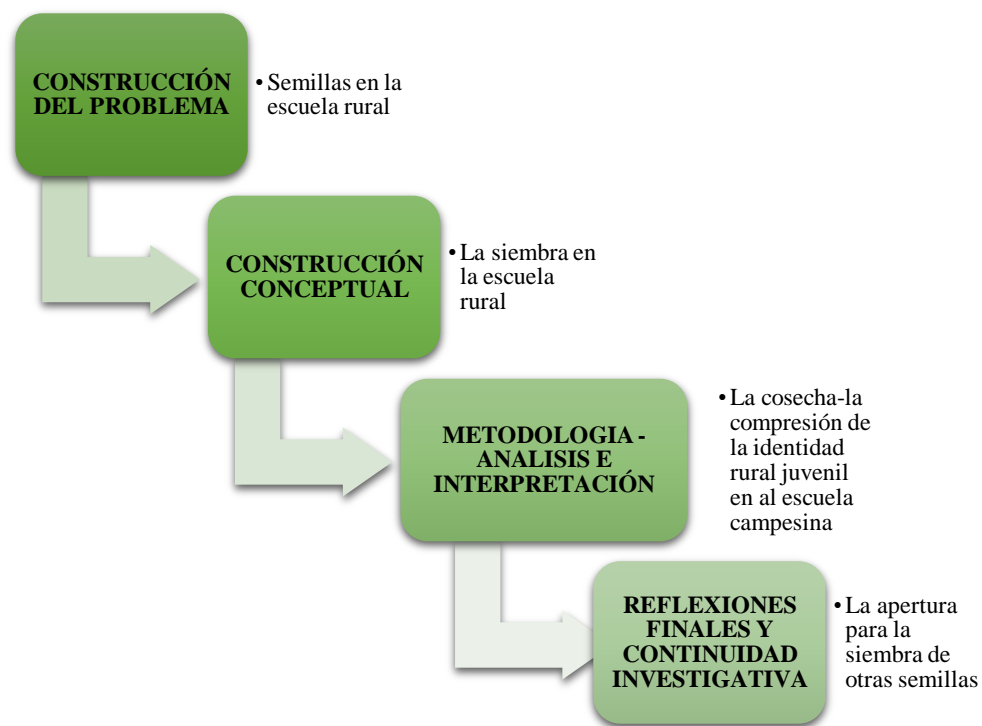 CONSTRUCCIÓN
DEL PROBLEMA
• Semillas en la
escuela rural
CONSTRUCCIÓN
CONCEPTUAL
• La siembra en
la escuela
rural
METODOLOGIA -
ANALISIS E
INTERPRETACIÓN
• La cosecha-la
compresión de
la identidad
rural juvenil
en al escuela
campesina
REFLEXIONES
FINALES Y
CONTINUIDAD
INVESTIGATIVA
• La apertura
para la
siembra de
otras semillas